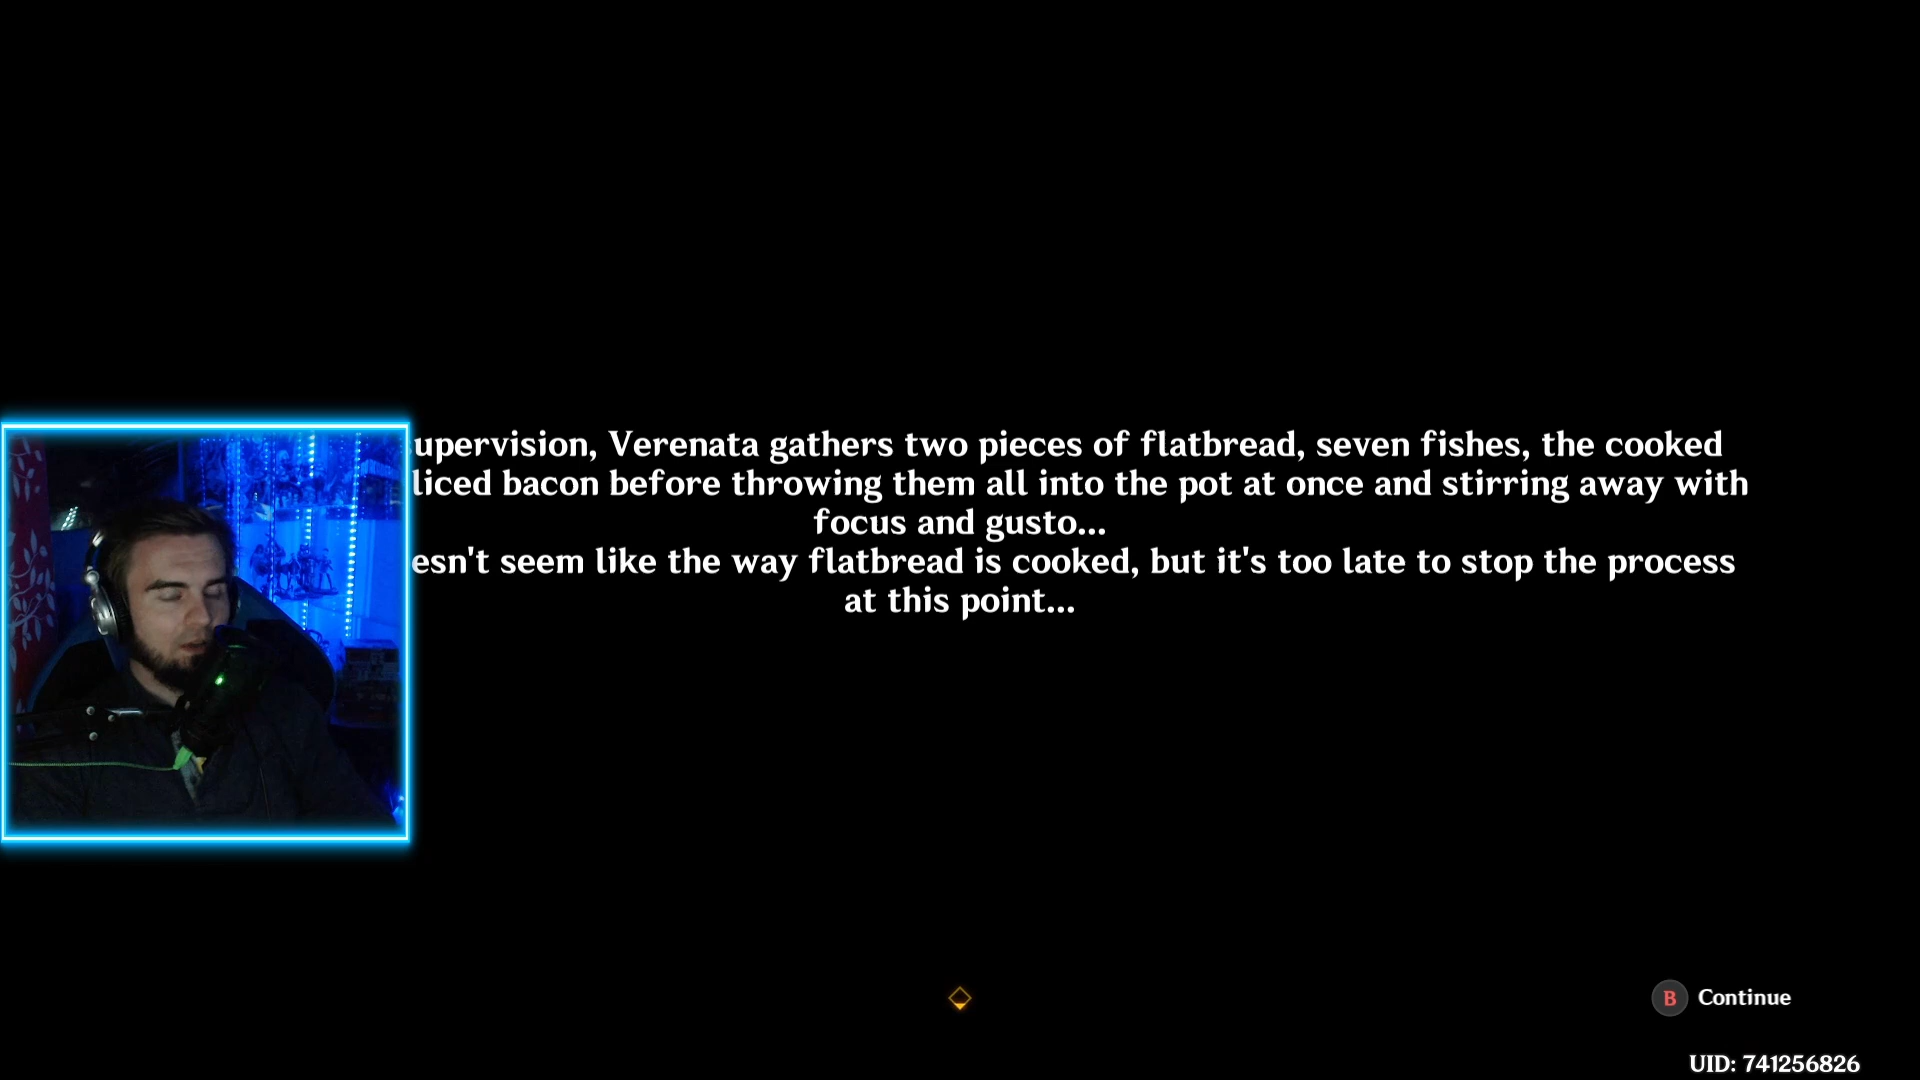 upervision, Verenata gathers two pieces of flatbread, seven fishes, the cooked
liced bacon before throwing them all into the pot at once and stirring away with
focus and gusto...
esn't seem like the way flatbread is cooked, but it's too late to stop the process
at this point...
B Continue
UID: 741256826